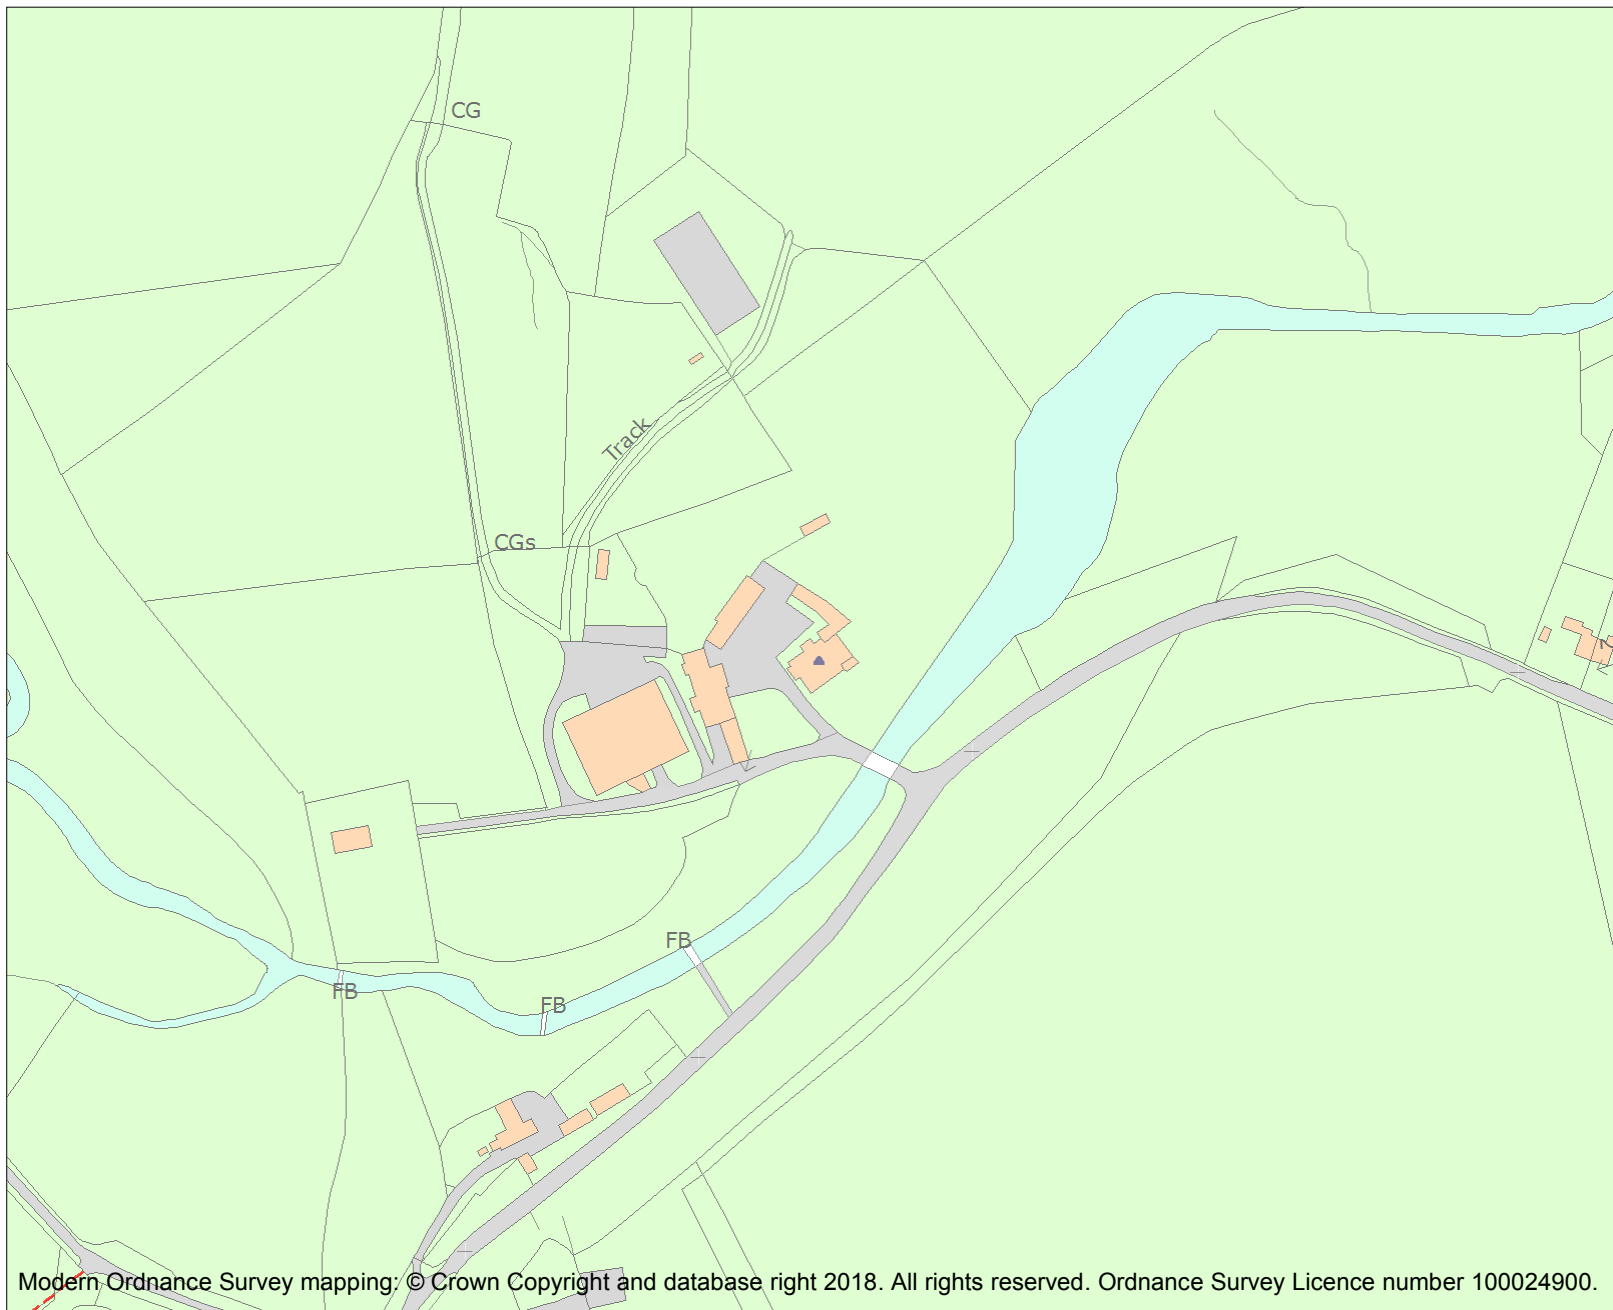 CG
Track
CGs
2
FB
FB
FB
Modern Ordnance Survey mapping: © Crown Copyright and database right 2018. All rights reserved. Ordnance Survey Licence number 100024900.